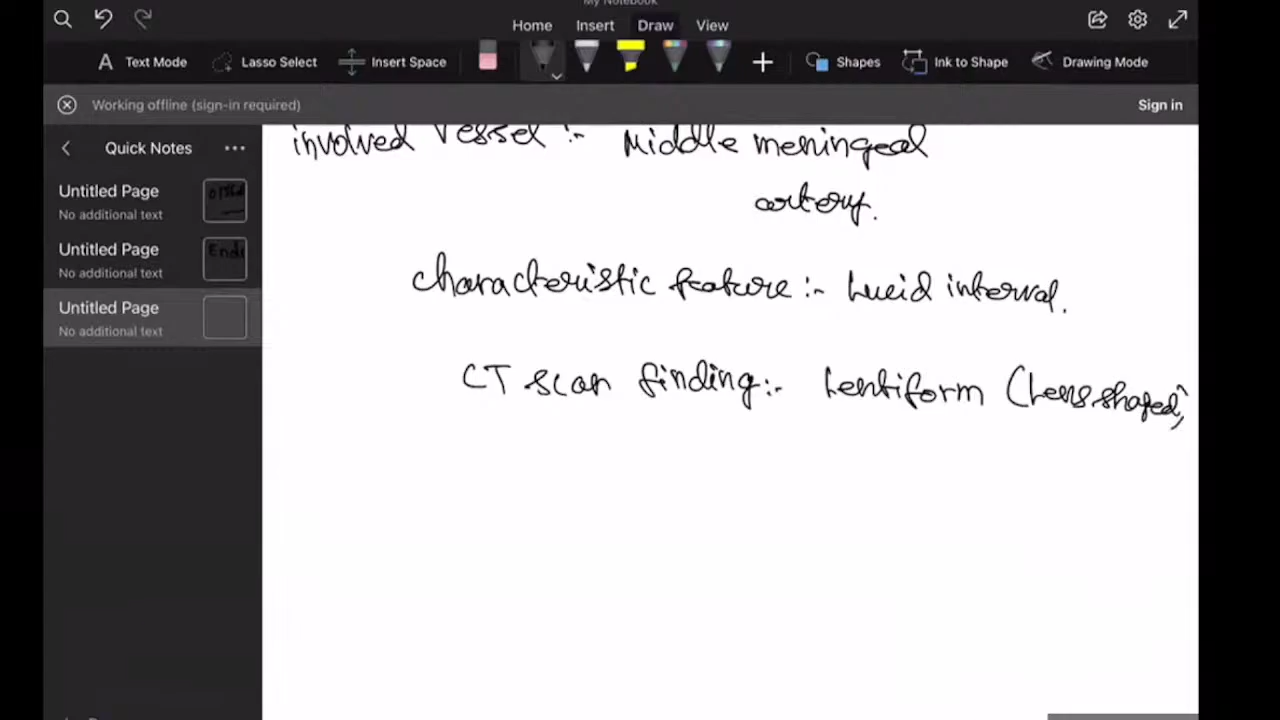 My Notebook
Home Insert Draw View
A Text Mode Lasso Select Insert Space Shapes Ink to Shape Drawing Mode
Working offline (sign-in required) Sign in
Quick Notes
Untitled Page
No additional text
Untitled Page
No additional text
Untitled Page
No additional text
involved vessel :- Middle meningeal
artery.
characteristic feature :- Lucid interval.
CT scan finding :- Lentiform (Lens shaped)